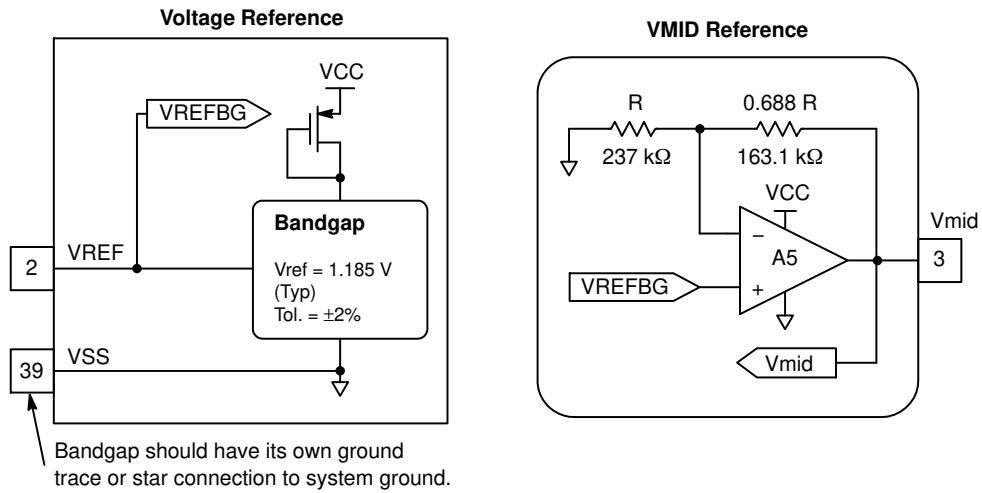 Voltage Reference
VCC
VREFBG
Bandgap
Vref = 1.185 V
(Typ)
Tol. = ±2%
2
VREF
39
VSS
Bandgap should have its own ground
trace or star connection to system ground.
VMID Reference
R
0.688 R
237 kΩ
163.1 kΩ
VCC
Vmid
−
A5
3
VREFBG
+
Vmid